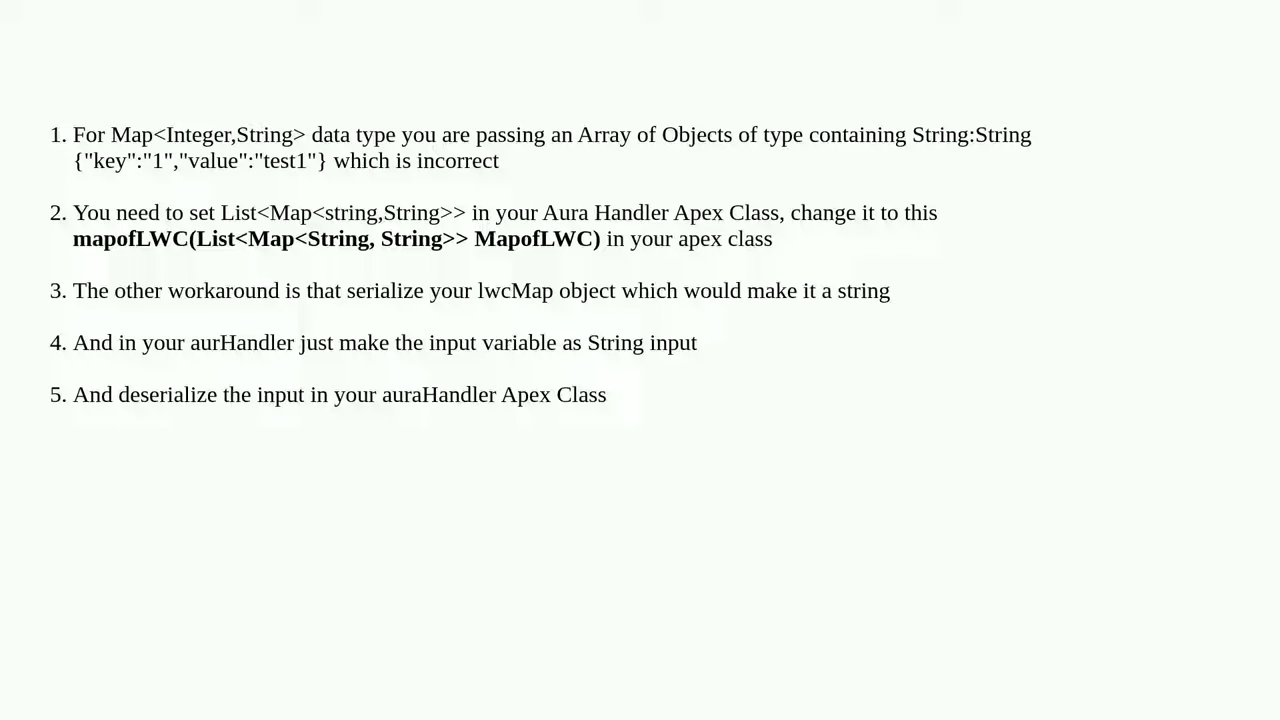 1. For Map<Integer,String> data type you are passing an Array of Objects of type containing String:String
{"key":"1","value":"test1"} which is incorrect
2. You need to set List<Map<string,String>> in your Aura Handler Apex Class, change it to this
mapofLWC(List<Map<String, String>> MapofLWC) in your apex class
3. The other workaround is that serialize your lwcMap object which would make it a string
4. And in your aurHandler just make the input variable as String input
5. And deserialize the input in your auraHandler Apex Class